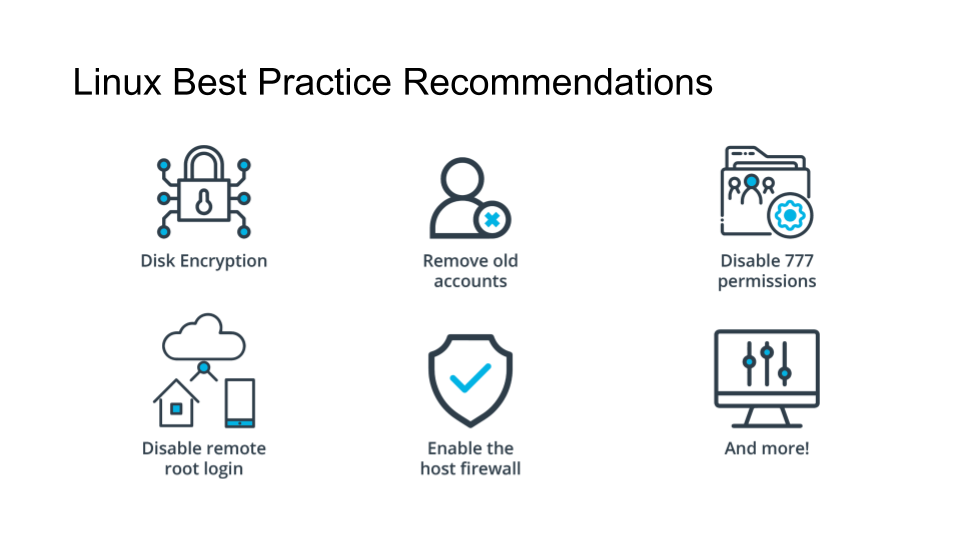 Linux Best Practice Recommendations
Disk Encryption
Remove old
accounts
Disable 777
permissions
Disable remote
root login
Enable the
host firewall
And more!